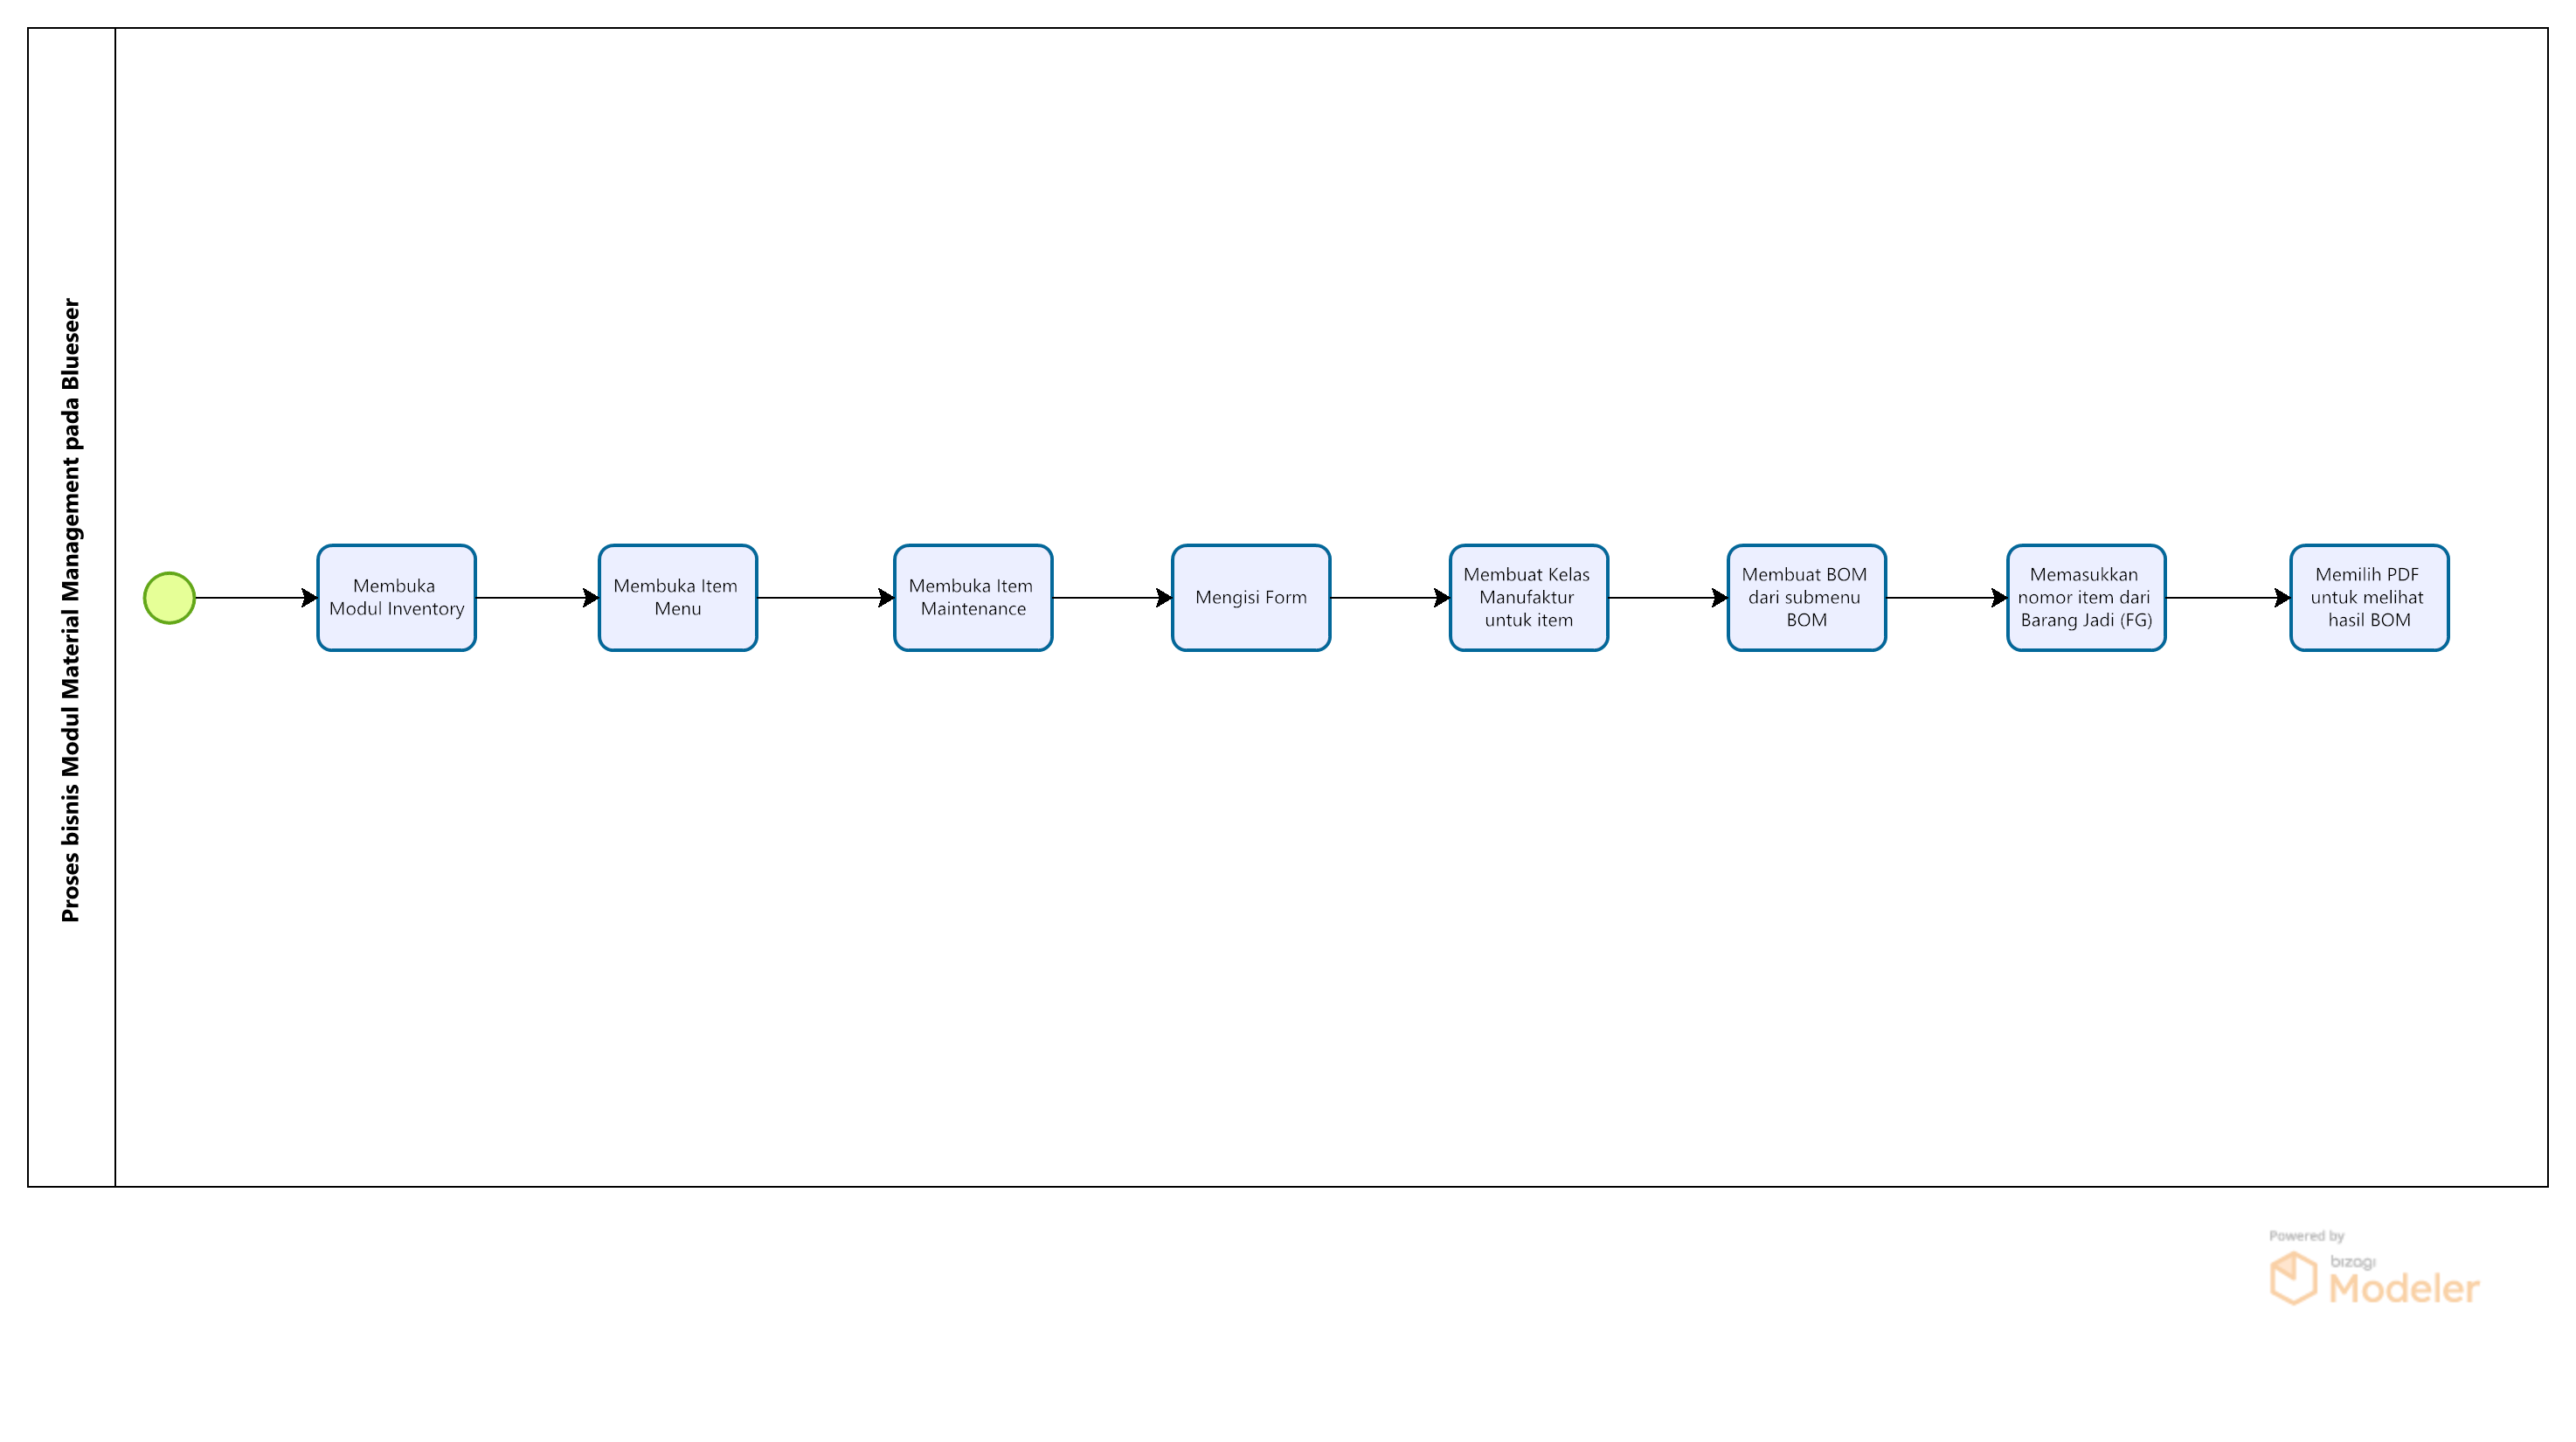 Proses bisnis Modul Material Management pada Blueseer
Membuka
Modul Inventory
Membuka Item
Menu
Membuka Item
Maintenance
Mengisi Form
Membuat Kelas
Manufaktur
untuk item
Membuat BOM
dari submenu
BOM
Memasukkan
nomor item dari
Barang Jadi (FG)
Memilih PDF
untuk melihat
hasil BOM
Powered by
bizagi
Modeler